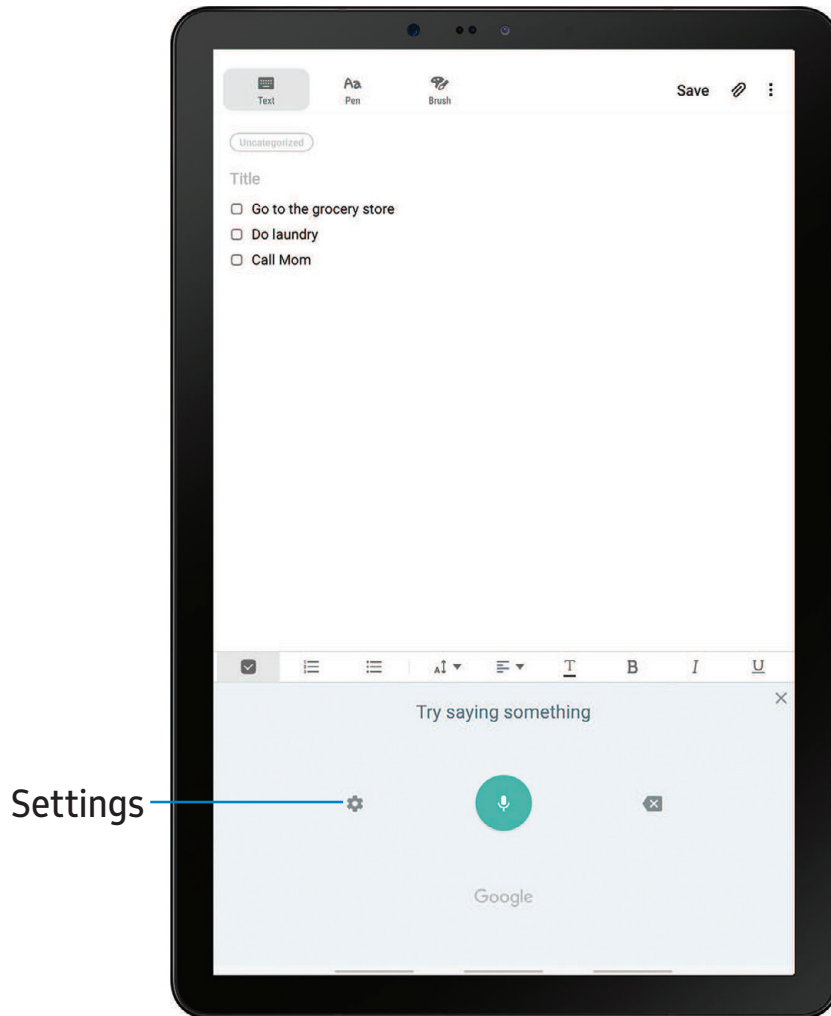 Text
Aa
Pen
Brush
Save
Uncategorized
Title
Go to the grocery store
Do laundry
Call Mom
A
T
B
I
U
Try saying something
Settings
Google